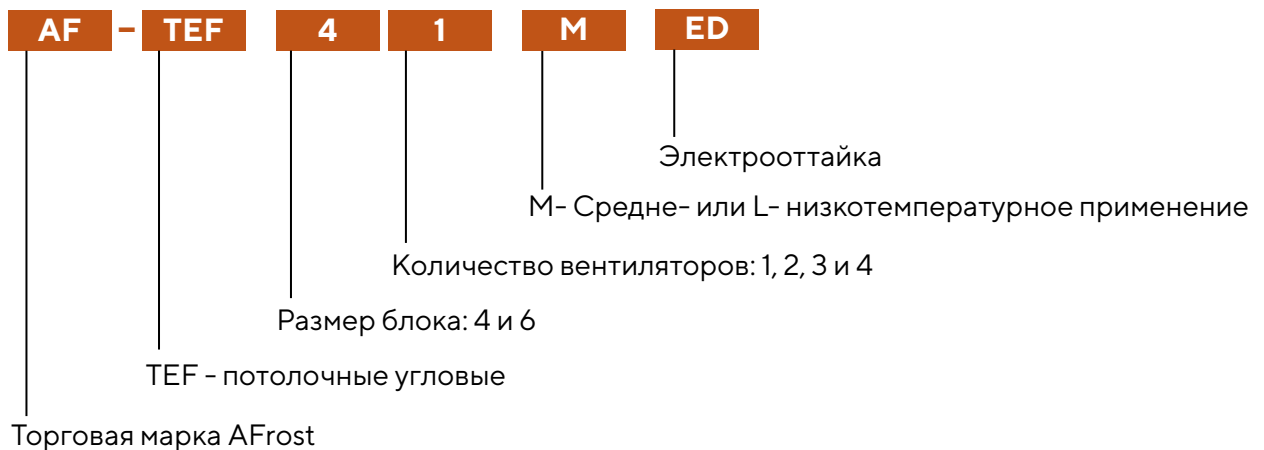 AF - TEF 4 1 M ED
Электрооттайка
М- Средне- или L- низкотемпературное применение
Количество вентиляторов: 1, 2, 3 и 4
Размер блока: 4 и 6
TEF - потолочные угловые
Торговая марка AFrost